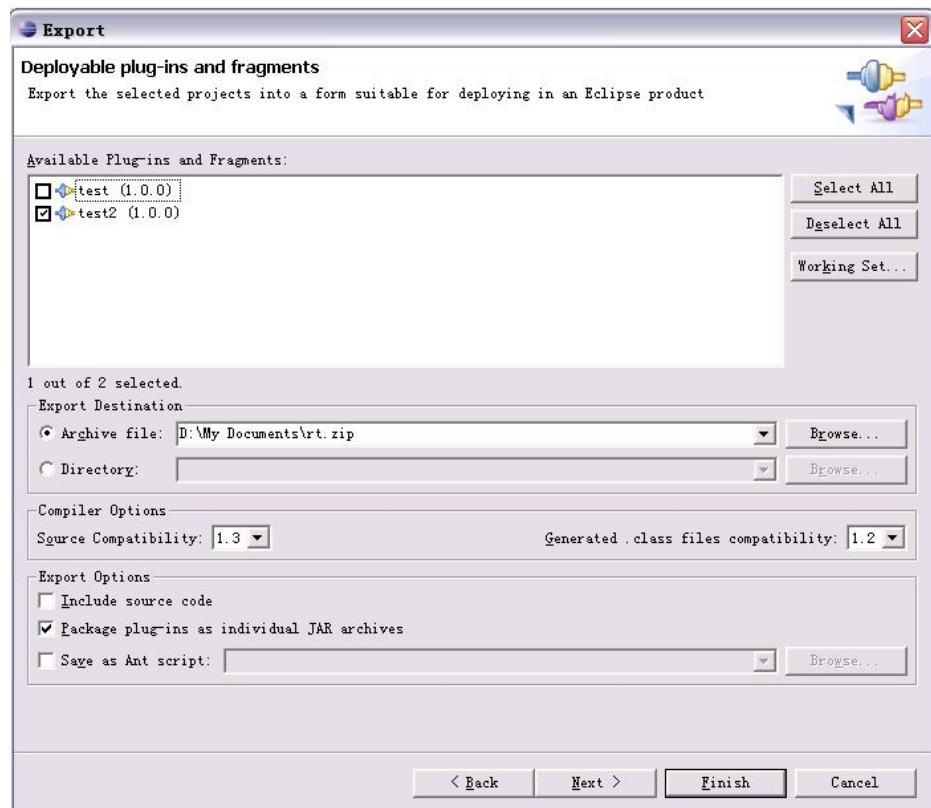 Export
Deployable plug-ins and fragments
Export the selected projects into a form suitable for deploying in an Eclipse product
Available Plug-ins and Fragments:
test (1.0.0)
test2 (1.0.0)
Select All
Deselect All
Working Set...
1 out of 2 selected.
Export Destination
Archive file: D:\My Documents\rt.zip Browse...
Directory: Browse...
Compiler Options
Source Compatibility: 1.3 Generated .class files compatibility: 1.2
Export Options
Include source code
Package plug-ins as individual JAR archives
Save as Ant script: Browse...
< Back Next > Finish Cancel